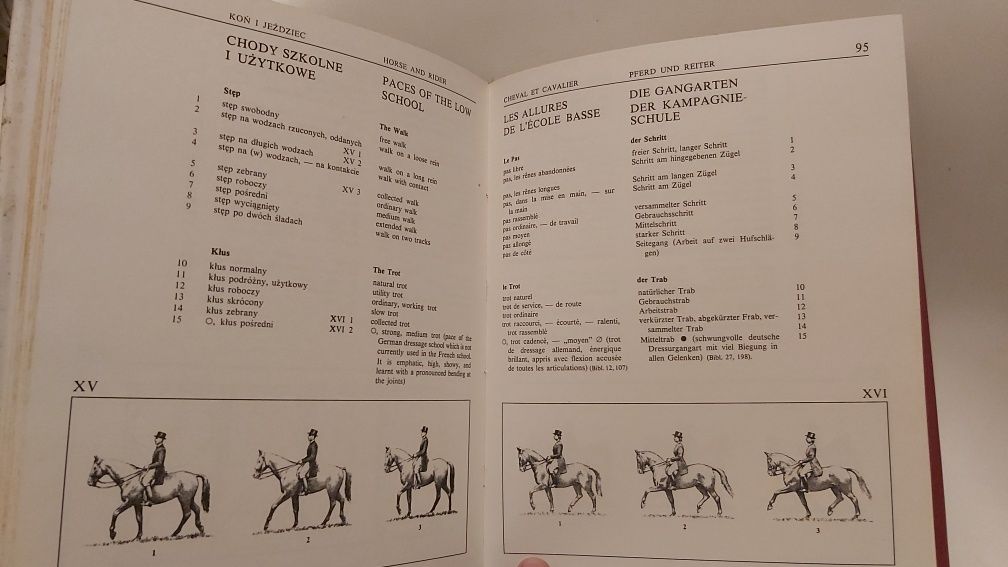 KOŃ I JEŹDZIEC
CHODY SZKOLNE
I UŻYTKOWE
Stęp
1 stęp swobodny
2 stęp na wodzach rzuconych, oddanych
3 stęp na długich wodzach XV 1
4 stęp na (w) wodzach, — na kontakcie XV 2
5 stęp zebrany
6 stęp roboczy XV 3
7 stęp pośredni
8 stęp wyciągnięty
9 stęp po dwóch śladach
Kłus
10 kłus normalny
11 kłus podróżny, użytkowy
12 kłus roboczy
13 kłus skrócony
14 kłus zebrany XVI 1
15 O, kłus pośredni XVI 2
HORSE AND RIDER
PACES OF THE LOW
SCHOOL
The Walk
free walk
walk on a loose rein
walk on a long rein
walk with contact
collected walk
ordinary walk
medium walk
extended walk
walk on two tracks
The Trot
natural trot
utility trot
ordinary, working trot
slow trot
collected trot
O, strong, medium trot (pace of the
German dressage school which is not
currently used in the French school.
It is emphatic, high, showy, and
learnt with a pronounced bending at
the joints)
XV
1
2
3
CHEVAL ET CAVALIER
LES ALLURES
DE L'ÉCOLE BASSE
Le Pas
pas libre
pas, les rênes abandonnées
pas, les rênes longues
pas, dans la mise en main, — sur
la main
pas rassemblé
pas ordinaire, — de travail
pas moyen
pas allongé
pas de côté
le Trot
trot naturel
trot de service, — de route
trot ordinaire
trot raccourci, — écourté, — ralenti,
trot rassemblé
O, trot cadencé, — „moyen" ∅ (trot
de dressage allemand, énergique
brillant, appris avec flexion accusée
de toutes les articulations) (Bibl. 12, 107)
PFERD UND REITER
95
DIE GANGARTEN
DER KAMPAGNIE-
SCHULE
der Schritt
freier Schritt, langer Schritt 1
Schritt am hingegebenen Zügel 2
Schritt am langen Zügel 3
Schritt am Zügel 4
versammelter Schritt 5
Gebrauchsschritt 6
Mittelschritt 7
starker Schritt 8
Seitegang (Arbeit auf zwei Hufschlä- 9
gen)
der Trab
natürlicher Trab 10
Gebrauchstrab 11
Arbeitstrab 12
verkürzter Trab, abgekürzter Frab, ver- 13
sammelter Trab 14
Mitteltrab ● (schwungvolle deutsche 15
Dressurgangart mit viel Biegung in
allen Gelenken) (Bibl. 27, 198).
XVI
1
2
3